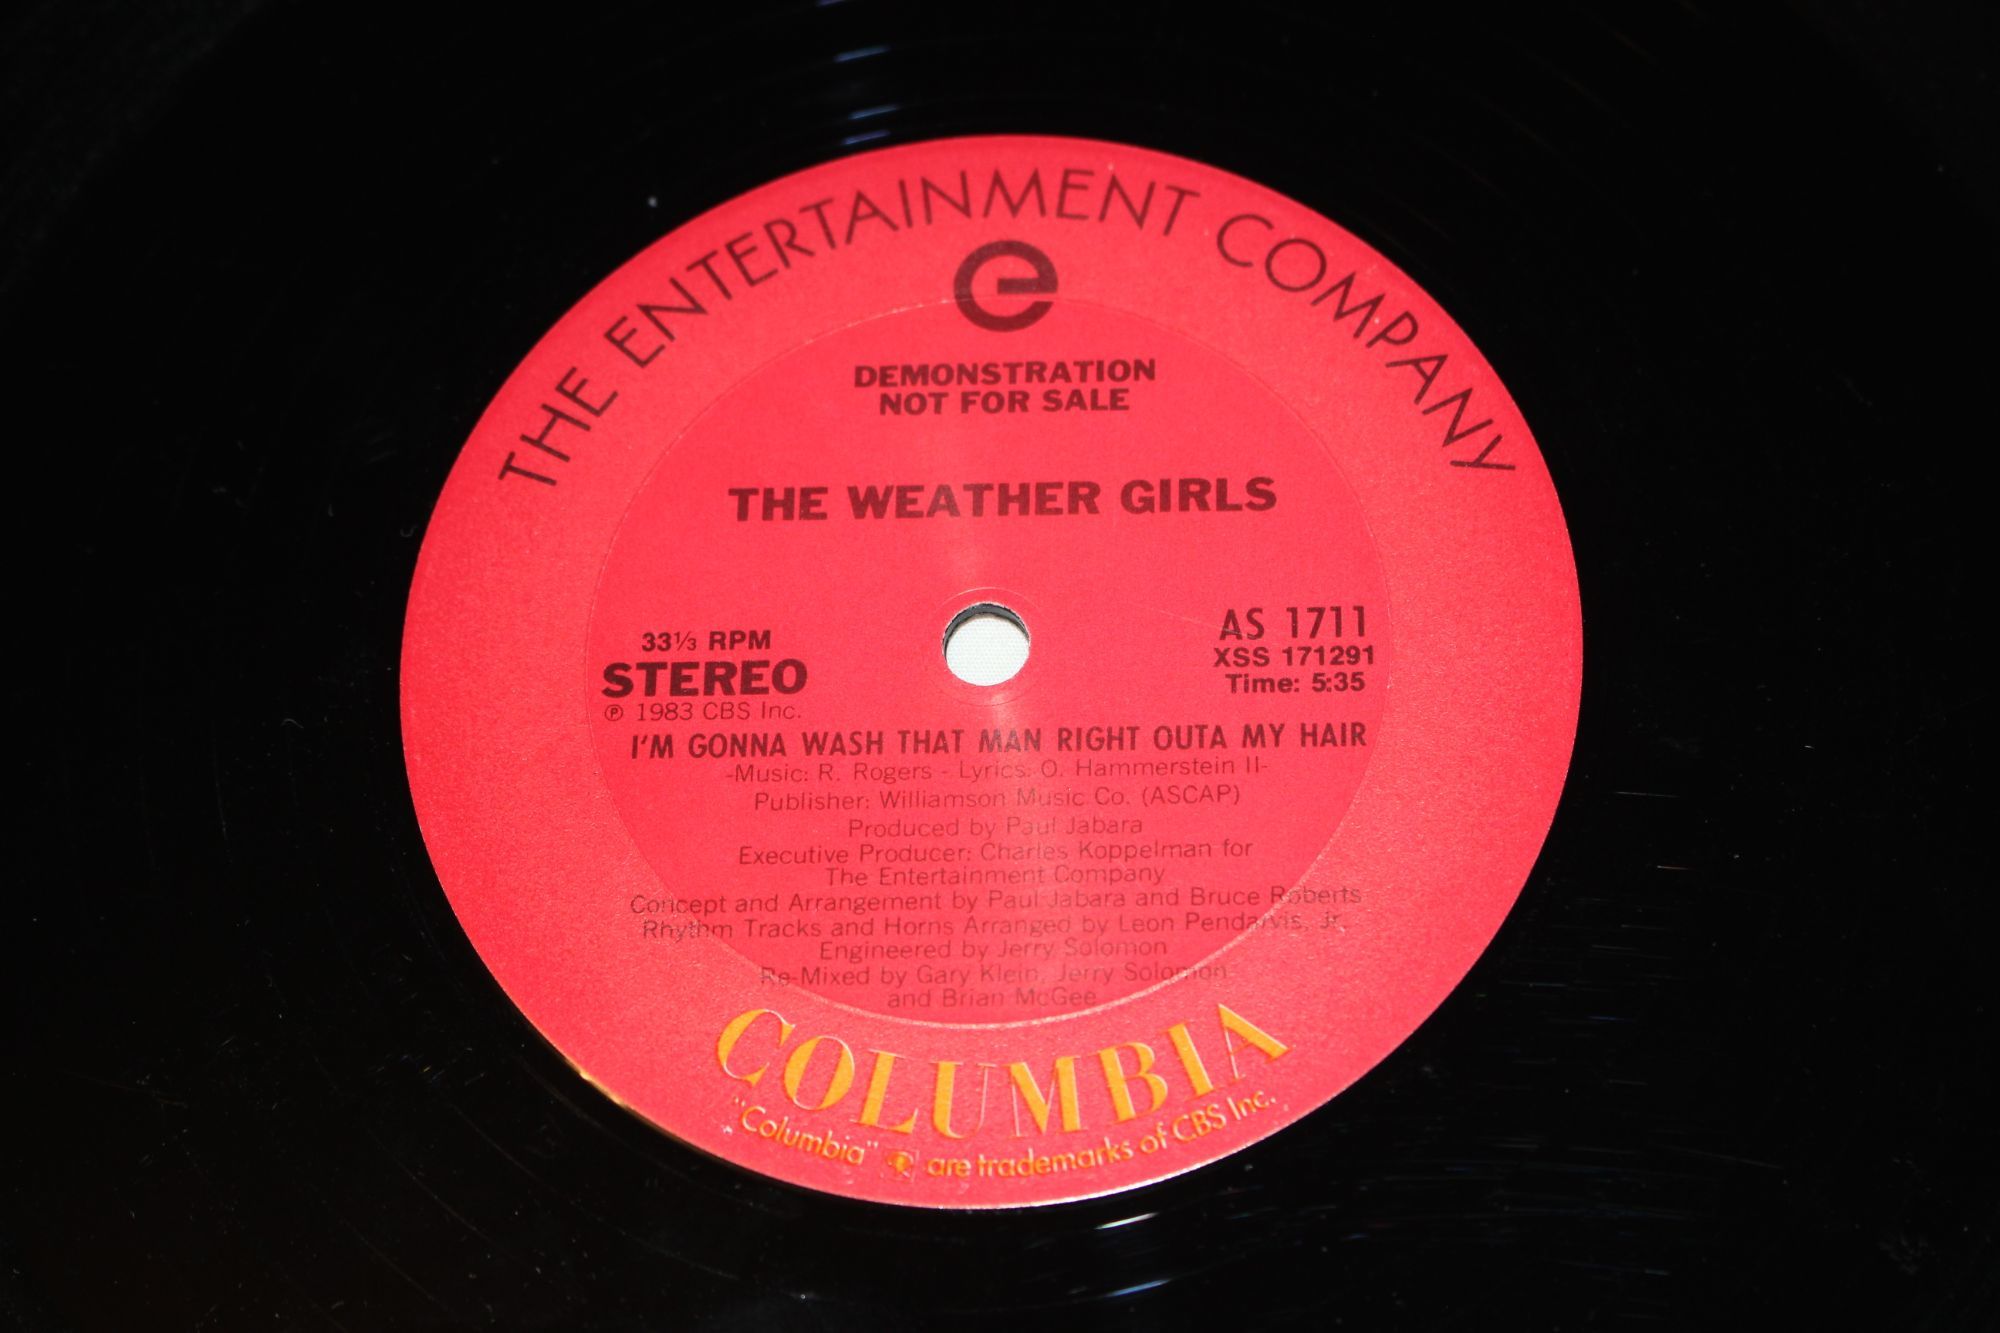 THE ENTERTAINMENT COMPANY
e
DEMONSTRATION
NOT FOR SALE
THE WEATHER GIRLS
33⅓ RPM
STEREO
℗ 1983 CBS Inc.
AS 1711
XSS 171291
Time: 5:35
I'M GONNA WASH THAT MAN RIGHT OUTA MY HAIR
-Music: R. Rogers - Lyrics: O. Hammerstein II-
Publisher: Williamson Music Co. (ASCAP)
Produced by Paul Jabara
Executive Producer: Charles Koppelman for
The Entertainment Company
Concept and Arrangement by Paul Jabara and Bruce Roberts
Rhythm Tracks and Horns Arranged by Leon Pendarvis, Jr.
Engineered by Jerry Solomon
Re-Mixed by Gary Klein, Jerry Solomon
and Brian McGee
COLUMBIA
"Columbia" are trademarks of CBS Inc.